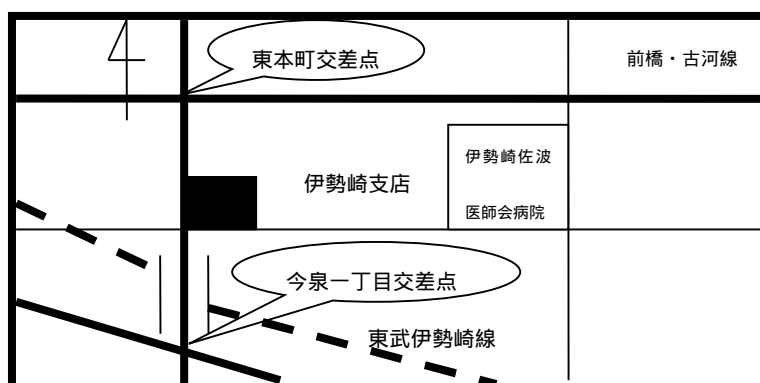 東本町交差点
前橋・古河線
伊勢崎佐波
医師会病院
伊勢崎支店
今泉一丁目交差点
東武伊勢崎線